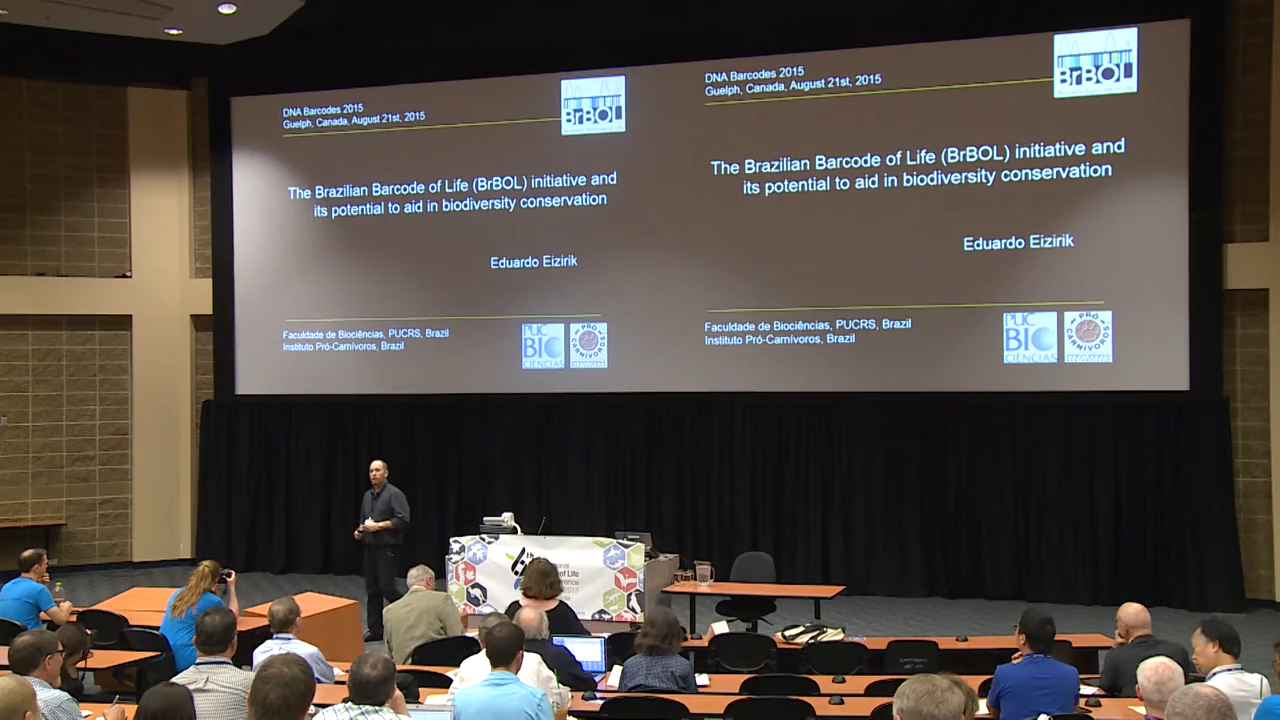 DNA Barcodes 2015
Guelph, Canada, August 21st, 2015
BrBOL
The Brazilian Barcode of Life (BrBOL) initiative and
its potential to aid in biodiversity conservation
Eduardo Eizirik
Faculdade de Biociências, PUCRS, Brazil
Instituto Pró-Carnívoros, Brazil
PUC
BIO
CIÊNCIAS
PRÓ
CARNÍVOROS
DNA Barcodes 2015
Guelph, Canada, August 21st, 2015
BrBOL
The Brazilian Barcode of Life (BrBOL) initiative and
its potential to aid in biodiversity conservation
Eduardo Eizirik
Faculdade de Biociências, PUCRS, Brazil
Instituto Pró-Carnívoros, Brazil
PUC
BIO
CIÊNCIAS
PRÓ
CARNÍVOROS
of Life